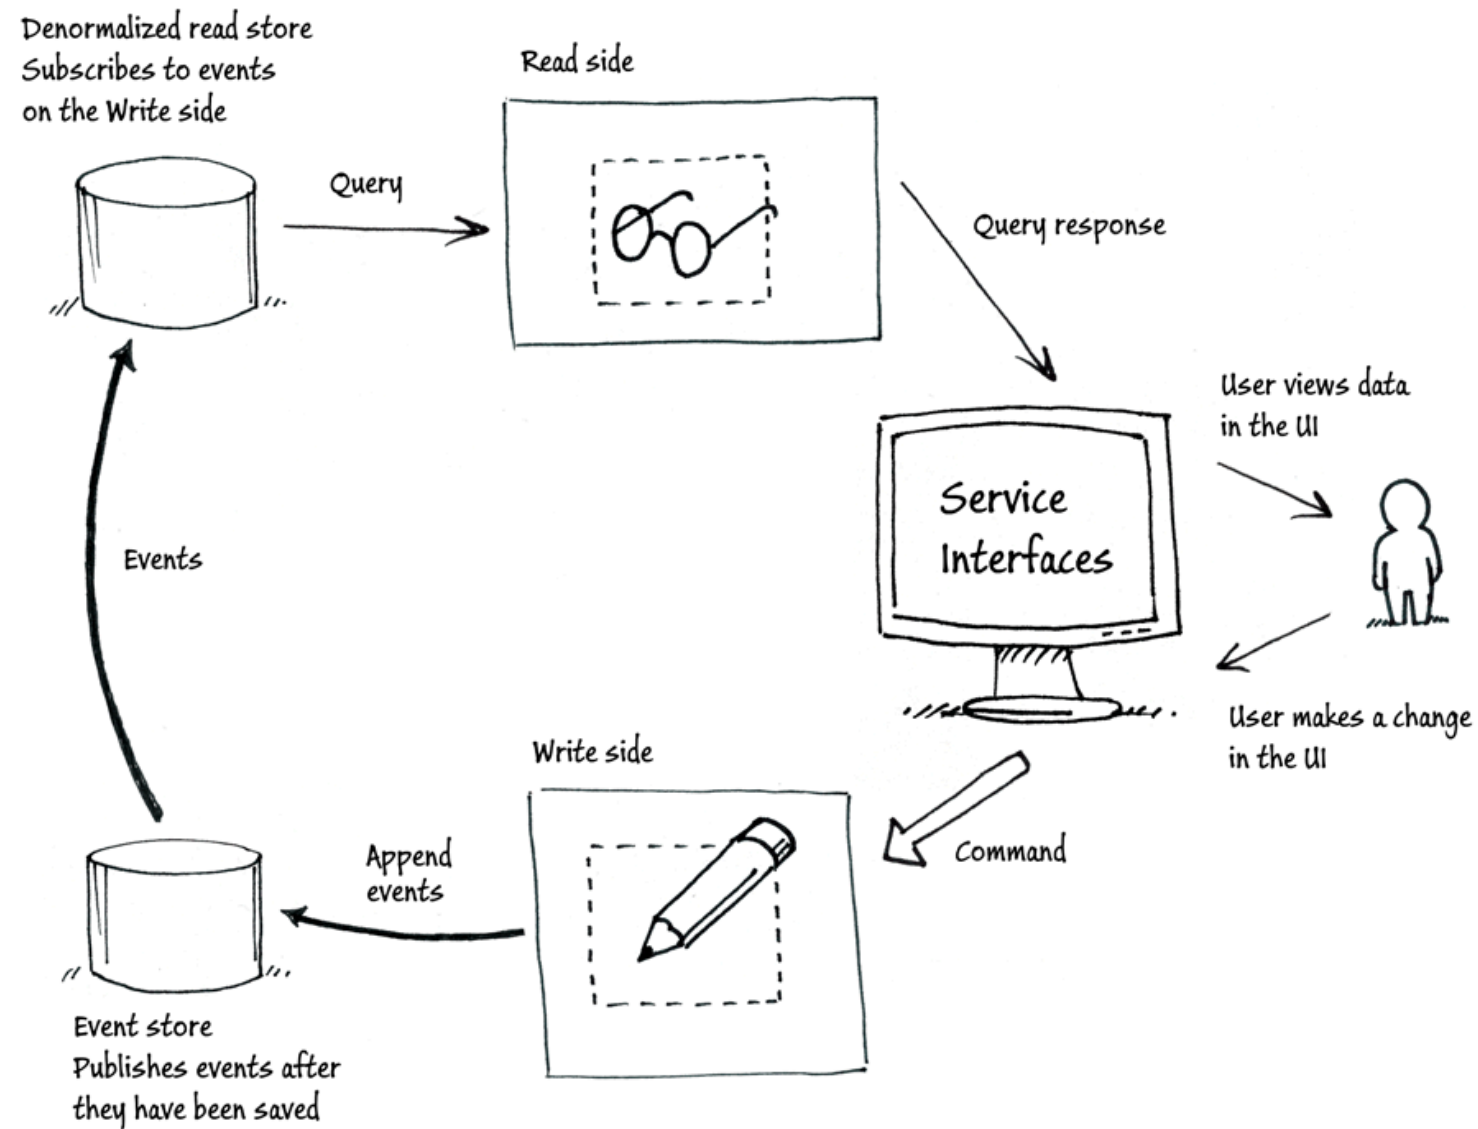 Denormalized read store
Subscribes to events
on the Write side
Read side
Query
Query response
User views data
in the UI
Service
Interfaces
Events
User makes a change
in the UI
Write side
Command
Append
events
Event store
Publishes events after
they have been saved